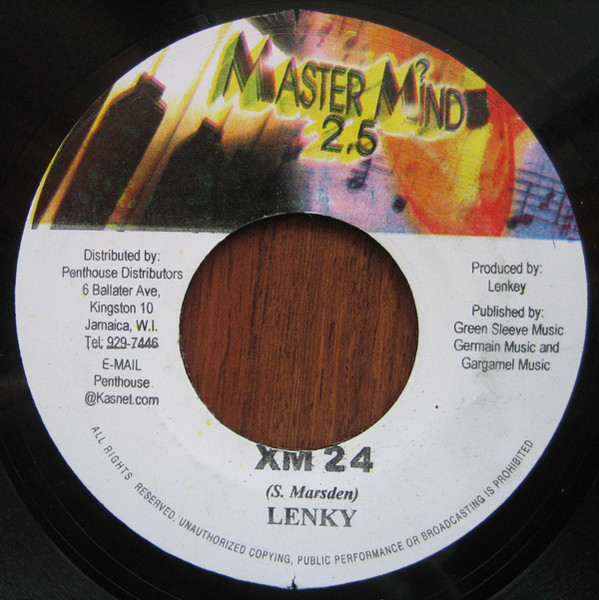 MASTER M?ND
2.5
Distributed by:
Penthouse Distributors
6 Ballater Ave,
Kingston 10
Jamaica, W.I.
Tel: 929-7446
E-MAIL
Penthouse
@Kasnet.com
Produced by:
Lenkey
Published by:
Green Sleeve Music
Germain Music and
Gargamel Music
XM 24
(S. Marsden)
LENKY
ALL RIGHTS RESERVED. UNAUTHORIZED COPYING, PUBLIC PERFORMANCE OR BROADCASTING IS PROHIBITED